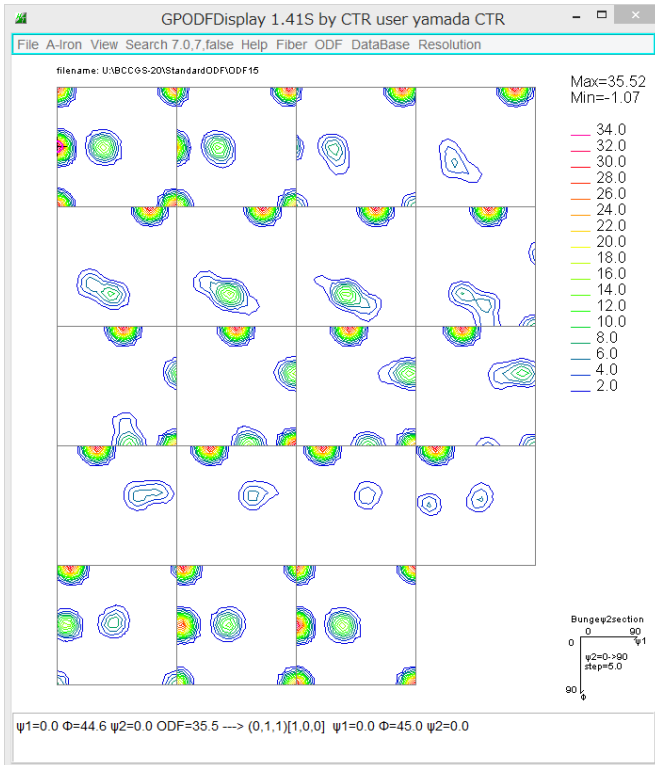 GPODFDisplay 1.41S by CTR user yamada CTR
File A-Iron View Search 7.0,7,false Help Fiber ODF DataBase Resolution
filename: U:\BCCGS-20\StandardODF\ODF15
Max=35.52
Min=-1.07
34.0
32.0
30.0
28.0
26.0
24.0
22.0
20.0
18.0
16.0
14.0
12.0
10.0
8.0
6.0
4.0
2.0
Bungeψ2section
0 90
0 ψ1
ψ2=0->90
step=5.0
90
Φ
ψ1=0.0 Φ=44.6 ψ2=0.0 ODF=35.5 ---> (0,1,1)[1,0,0] ψ1=0.0 Φ=45.0 ψ2=0.0